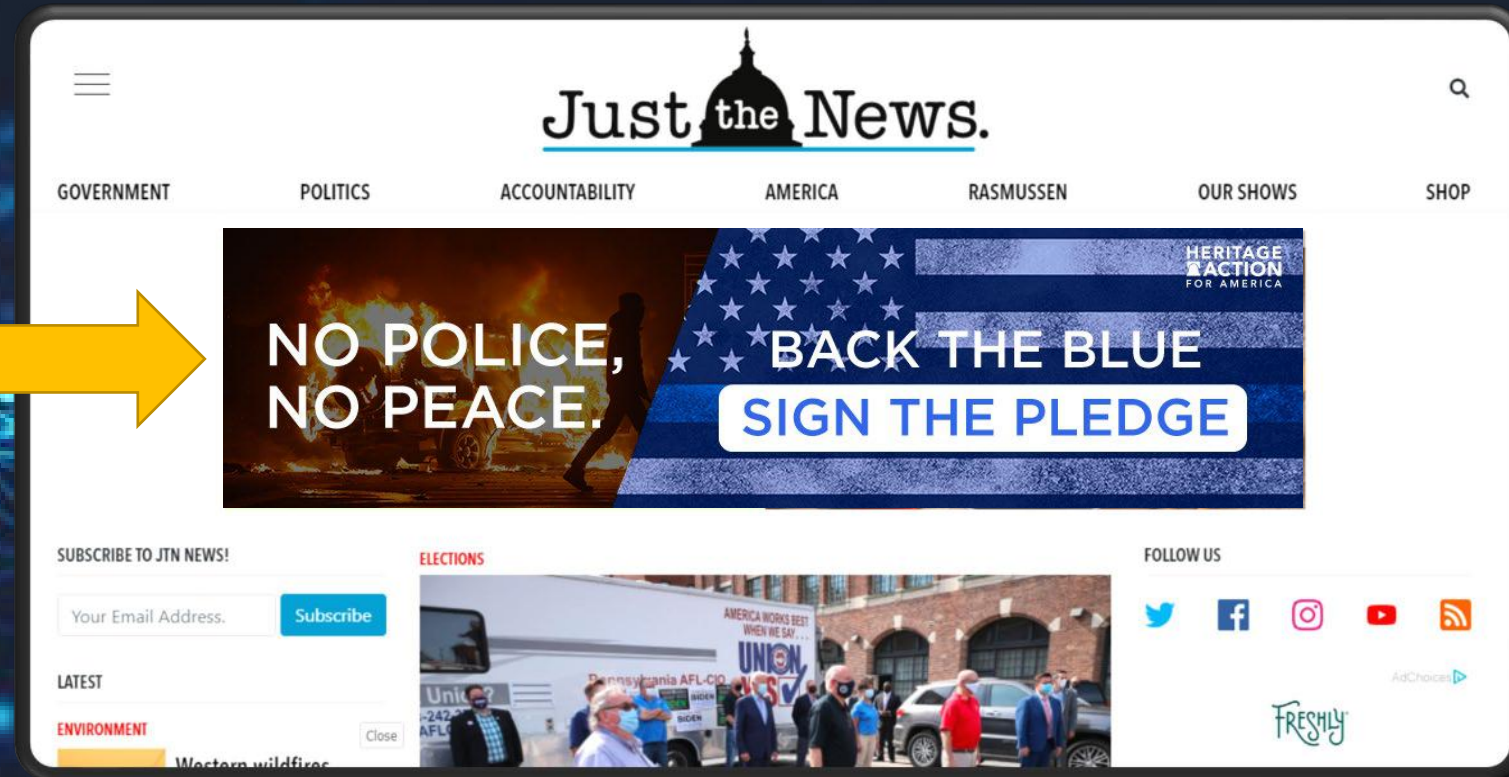 Just the News.
GOVERNMENT POLITICS ACCOUNTABILITY AMERICA RASMUSSEN OUR SHOWS SHOP
NO POLICE,
NO PEACE.
HERITAGE
ACTION
FOR AMERICA
BACK THE BLUE
SIGN THE PLEDGE
SUBSCRIBE TO JTN NEWS!
Your Email Address.
Subscribe
LATEST
ENVIRONMENT
Close
Western wildfires
ELECTIONS
AMERICA WORKS BEST
WHEN WE SAY...
UNION
YES
Pennsylvania AFL-CIO
BIDEN
BIDEN
FOLLOW US
AdChoices
FRESHLY